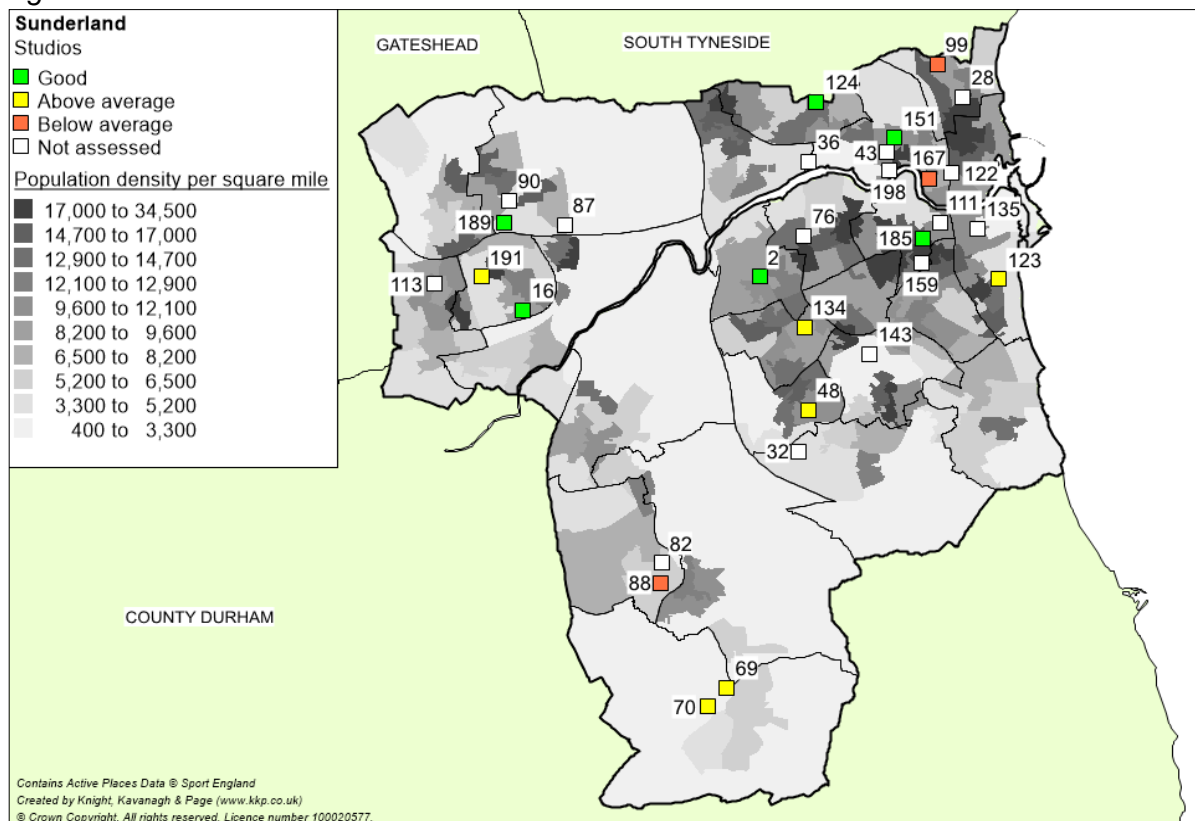 Sunderland
Studios
Good
Above average
Below average
Not assessed
Population density per square mile
17,000 to 34,500
14,700 to 17,000
12,900 to 14,700
12,100 to 12,900
9,600 to 12,100
8,200 to 9,600
6,500 to 8,200
5,200 to 6,500
3,300 to 5,200
400 to 3,300
GATESHEAD
SOUTH TYNESIDE
99
28
124
151
36
43
167
122
198
90
87
189
76
111
135
185
191
2
123
113
16
159
134
143
48
32
82
88
COUNTY DURHAM
69
70
Contains Active Places Data © Sport England
Created by Knight, Kavanagh & Page (www.kkp.co.uk)
© Crown Copyright. All rights reserved. Licence number 100020577.